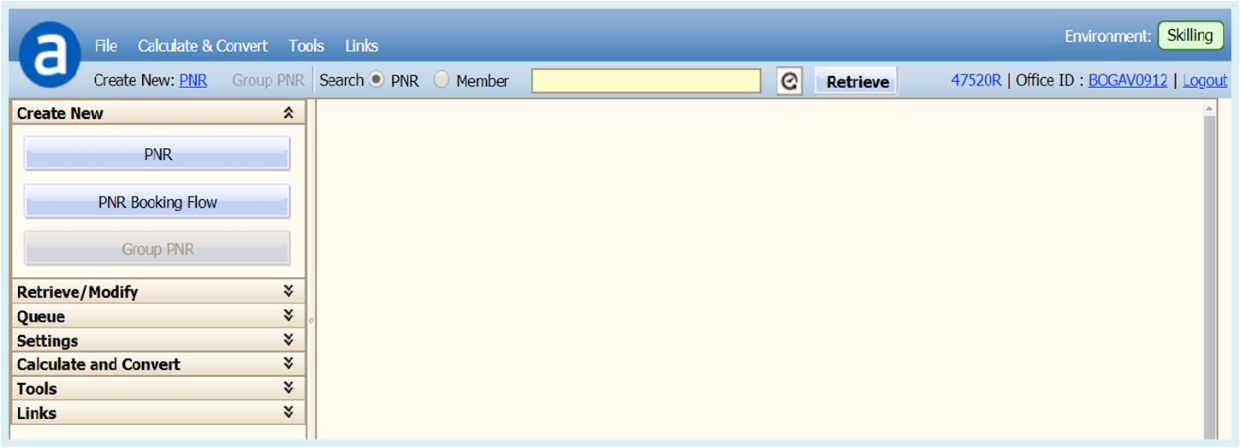 a File Calculate & Convert Tools Links Environment: Skilling
Create New: PNR Group PNR Search PNR Member Retrieve 47520R | Office ID : BOGAV0912 | Logout
Create New
PNR
PNR Booking Flow
Group PNR
Retrieve/Modify
Queue
Settings
Calculate and Convert
Tools
Links